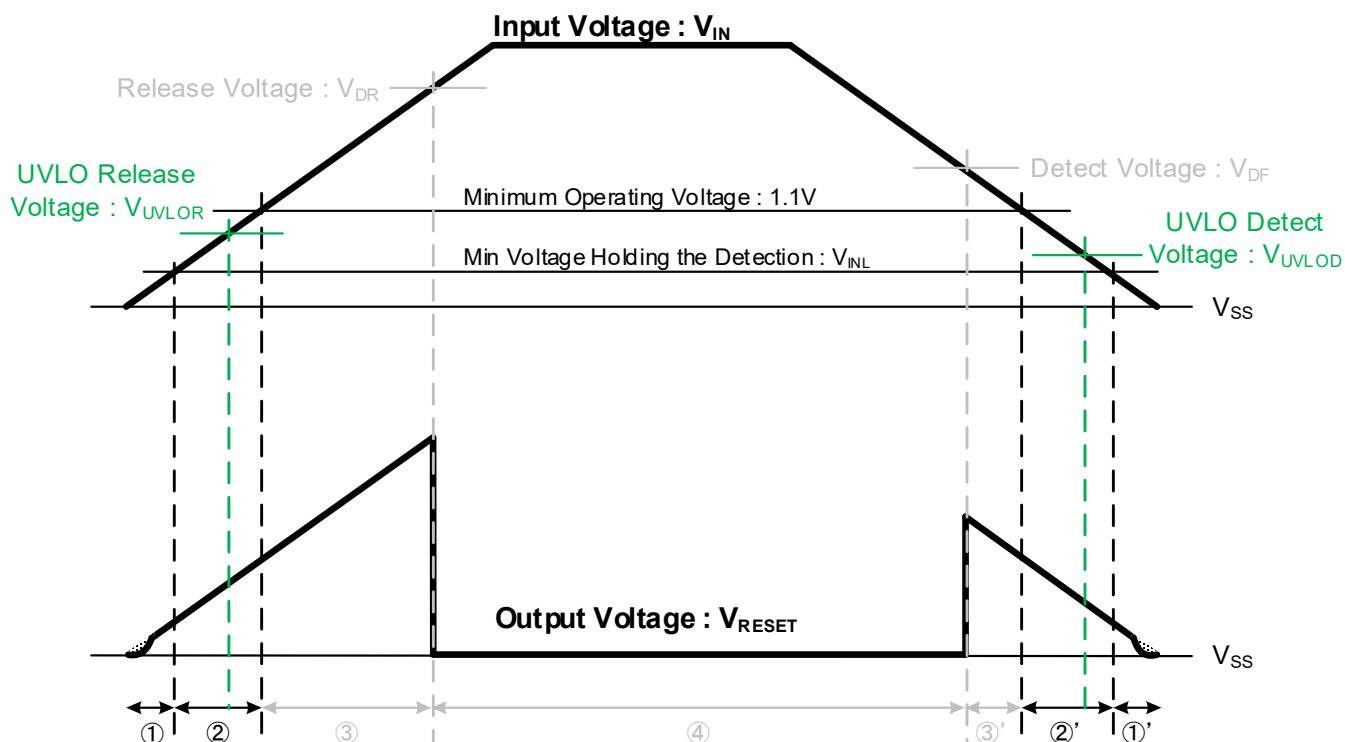 Input Voltage : VIN
Release Voltage : VDR
UVLO Release
Voltage : VUVLOR
Minimum Operating Voltage : 1.1V
Detect Voltage : VDF
UVLO Detect
Voltage : VUVLOD
Min Voltage Holding the Detection : VINL
VSS
Output Voltage : VRESET
VSS
① ② ③ ④ ③' ②' ①'